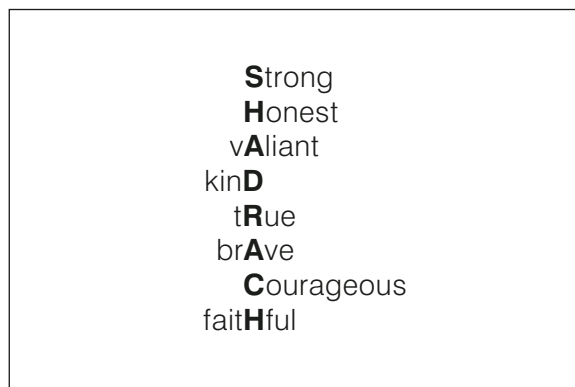 Strong
Honest
vAliant
kinD
tRue
brAve
Courageous
faitHful